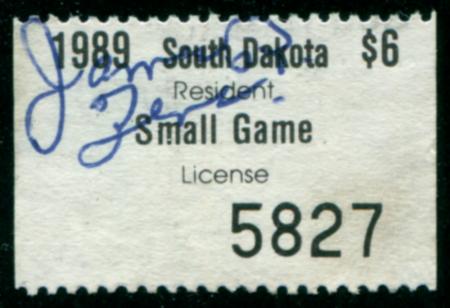 1989 South Dakota $6
Resident
Small Game
License
5827